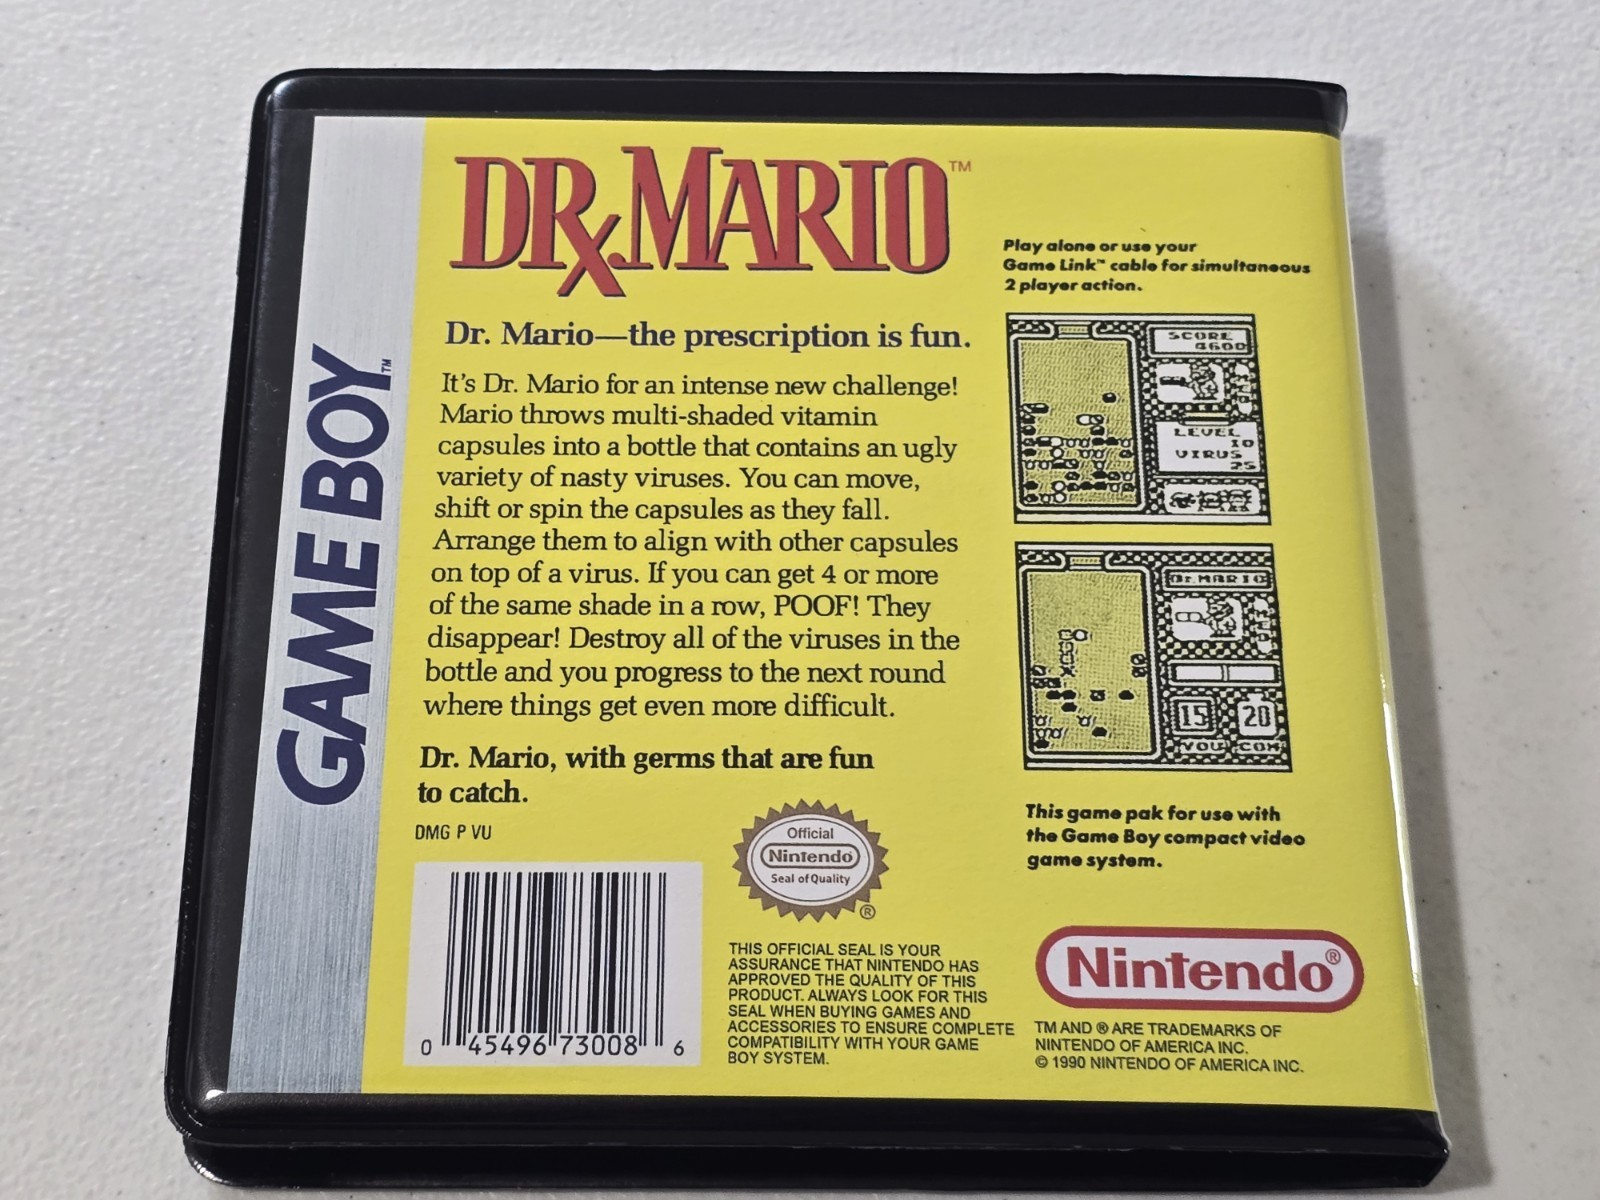 GAME BOY™
DR. MARIO™
Dr. Mario—the prescription is fun.
It's Dr. Mario for an intense new challenge!
Mario throws multi-shaded vitamin
capsules into a bottle that contains an ugly
variety of nasty viruses. You can move,
shift or spin the capsules as they fall.
Arrange them to align with other capsules
on top of a virus. If you can get 4 or more
of the same shade in a row, POOF! They
disappear! Destroy all of the viruses in the
bottle and you progress to the next round
where things get even more difficult.
Dr. Mario, with germs that are fun
to catch.
DMG P VU
0 45496 73008 6
Official
Nintendo
Seal of Quality
®
THIS OFFICIAL SEAL IS YOUR
ASSURANCE THAT NINTENDO HAS
APPROVED THE QUALITY OF THIS
PRODUCT. ALWAYS LOOK FOR THIS
SEAL WHEN BUYING GAMES AND
ACCESSORIES TO ENSURE COMPLETE
COMPATIBILITY WITH YOUR GAME
BOY SYSTEM.
Play alone or use your
Game Link™ cable for simultaneous
2 player action.
SCORE
4600
LEVEL
10
VIRUS
25
Dr. MARIO
15 20
YOU COM
This game pak for use with
the Game Boy compact video
game system.
Nintendo®
TM AND ® ARE TRADEMARKS OF
NINTENDO OF AMERICA INC.
© 1990 NINTENDO OF AMERICA INC.